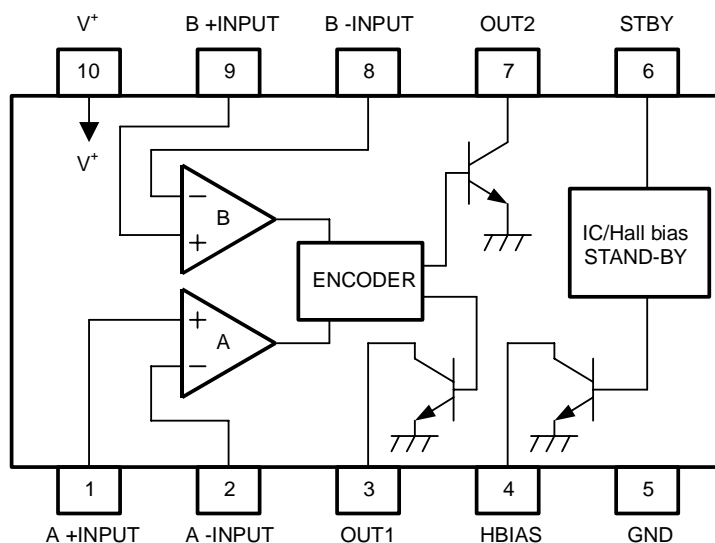 V+ B +INPUT B -INPUT OUT2 STBY
10 9 8 7 6
V+
−
B
+
IC/Hall bias
STAND-BY
ENCODER
+
A
−
1 2 3 4 5
A +INPUT A -INPUT OUT1 HBIAS GND